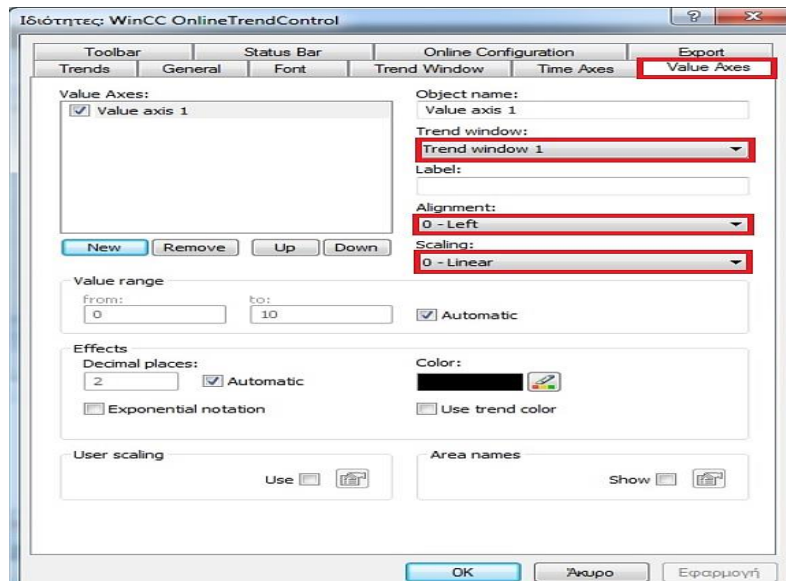 Ιδιότητες: WinCC OnlineTrendControl
Toolbar Status Bar Online Configuration Export
Trends General Font Trend Window Time Axes Value Axes
Value Axes: Object name:
Value axis 1 Value axis 1
Trend window:
Trend window 1
Label:
Alignment:
0 - Left
New Remove Up Down Scaling:
0 - Linear
Value range
from: to:
0 10 Automatic
Effects
Decimal places: Color:
2 Automatic
Exponential notation Use trend color
User scaling Area names
Use Show
OK Άκυρο Εφαρμογή